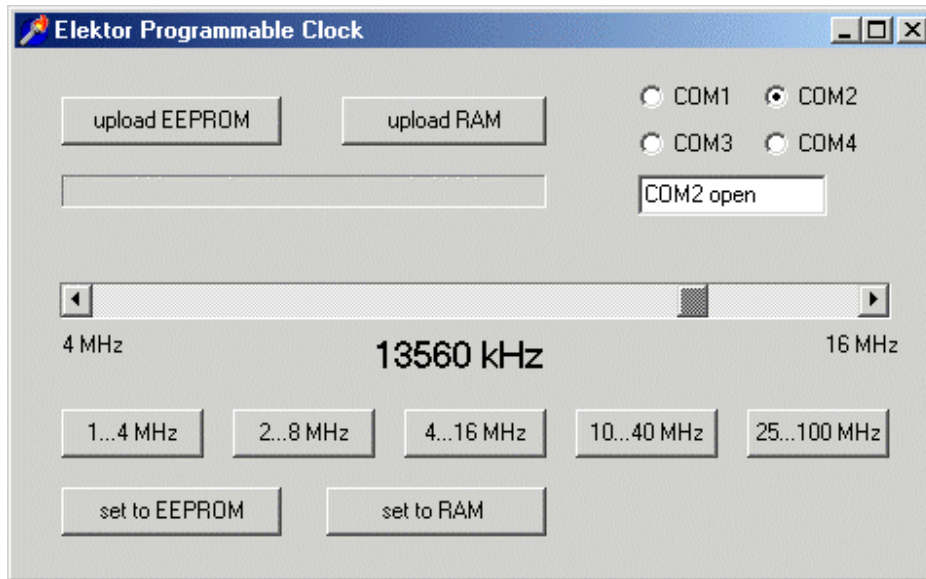 Elektor Programmable Clock
upload EEPROM
upload RAM
COM1
COM2
COM3
COM4
COM2 open
4 MHz
13560 kHz
16 MHz
1...4 MHz
2...8 MHz
4...16 MHz
10...40 MHz
25...100 MHz
set to EEPROM
set to RAM